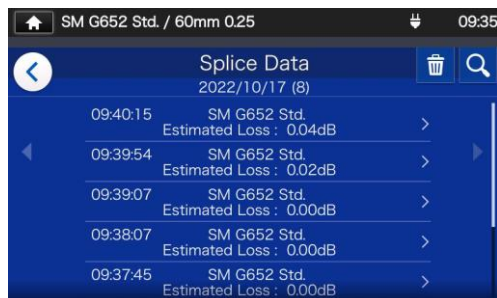 SM G652 Std. / 60mm 0.25 09:35
Splice Data
2022/10/17 (8)
09:40:15 SM G652 Std.
Estimated Loss : 0.04dB
09:39:54 SM G652 Std.
Estimated Loss : 0.02dB
09:39:07 SM G652 Std.
Estimated Loss : 0.00dB
09:38:07 SM G652 Std.
Estimated Loss : 0.00dB
09:37:45 SM G652 Std.
Estimated Loss : 0.00dB